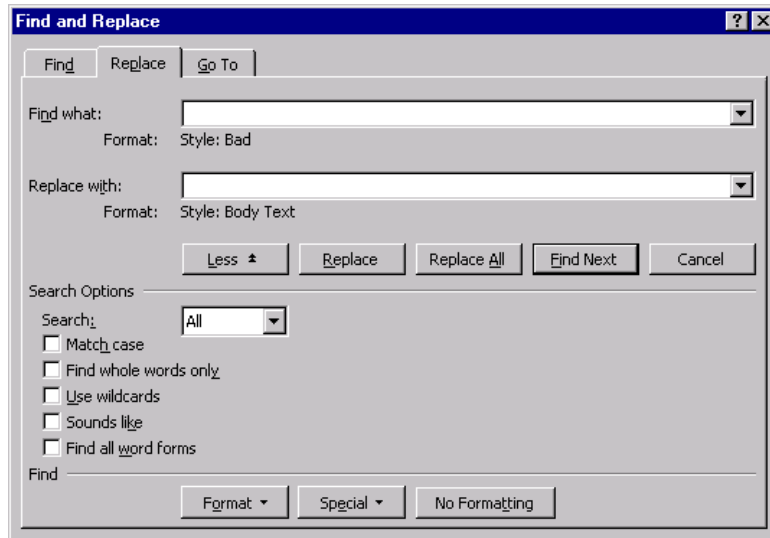 Find and Replace
Find Replace Go To
Find what:
Format: Style: Bad
Replace with:
Format: Style: Body Text
Less Replace Replace All Find Next Cancel
Search Options
Search: All
Match case
Find whole words only
Use wildcards
Sounds like
Find all word forms
Find
Format Special No Formatting